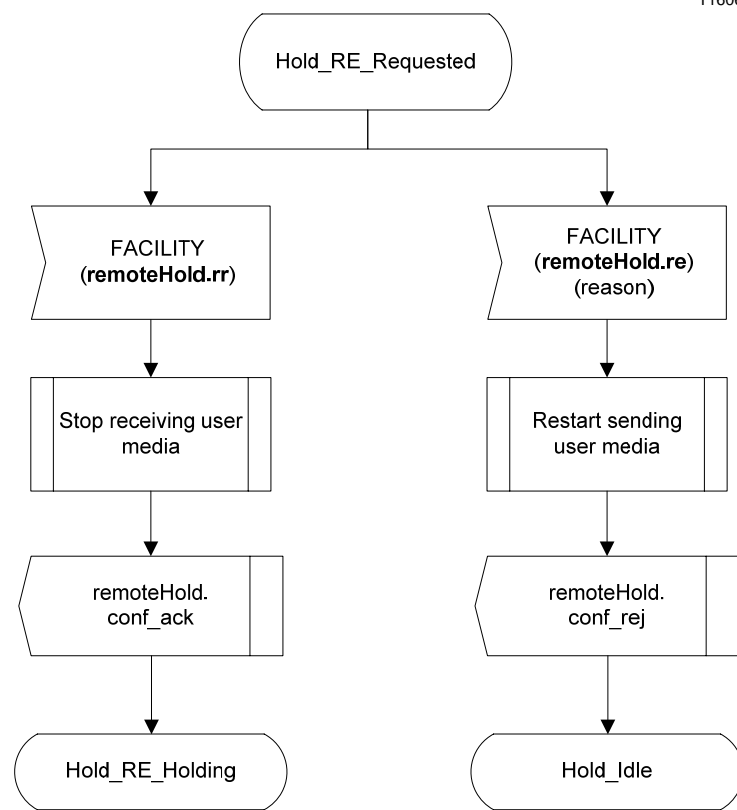 Hold_RE_Requested
FACILITY
(remoteHold.rr)
FACILITY
(remoteHold.re)
(reason)
Stop receiving user
media
Restart sending
user media
remoteHold.
conf_ack
remoteHold.
conf_rej
Hold_RE_Holding
Hold_Idle